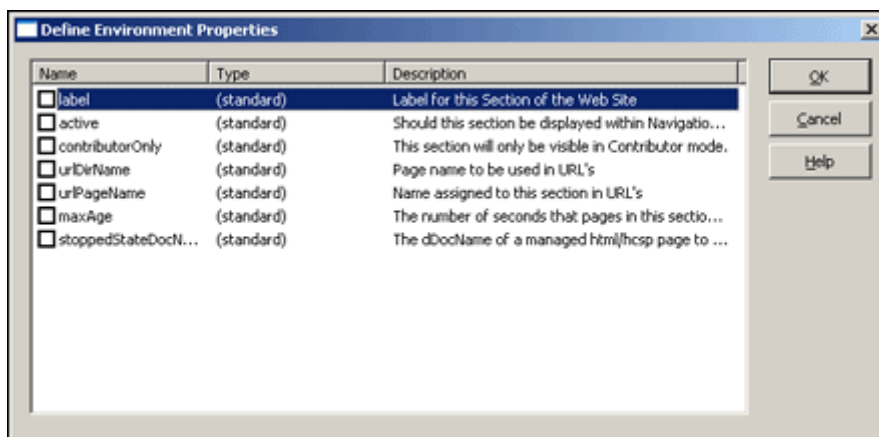 Define Environment Properties
Name Type Description
label (standard) Label for this Section of the Web Site
active (standard) Should this section be displayed within Navigatio...
contributorOnly (standard) This section will only be visible in Contributor mode.
urlDirName (standard) Page name to be used in URL's
urlPageName (standard) Name assigned to this section in URL's
maxAge (standard) The number of seconds that pages in this sectio...
stoppedStateDocN... (standard) The dDocName of a managed html/hcsp page to ...
OK
Cancel
Help